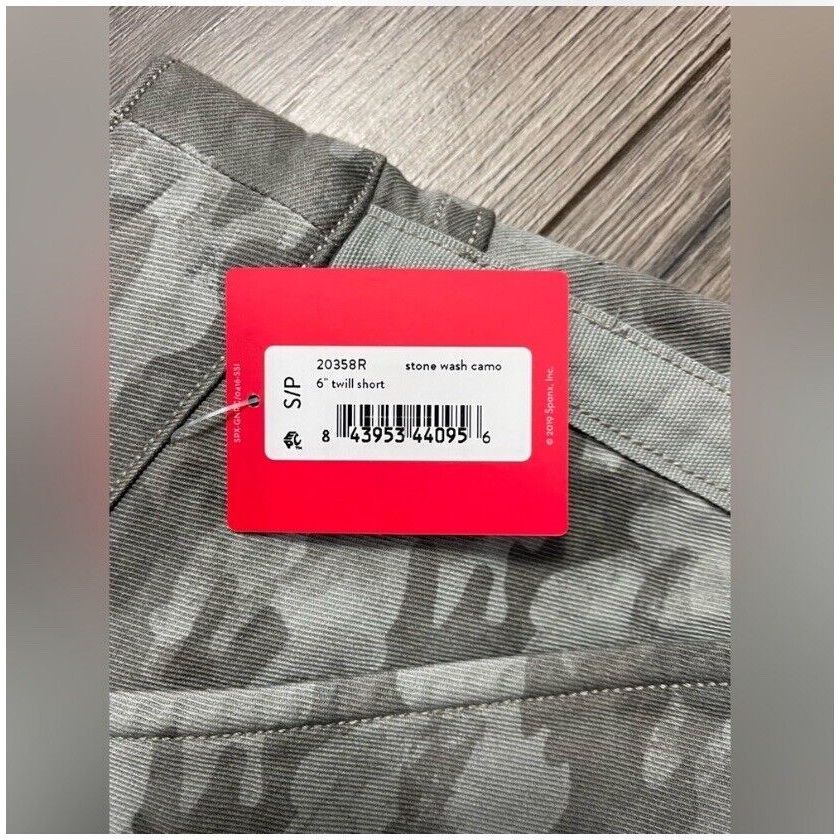 20358R stone wash camo
6" twill short
S/P
8 43953 44095 6
© 2019 Spanx, Inc.